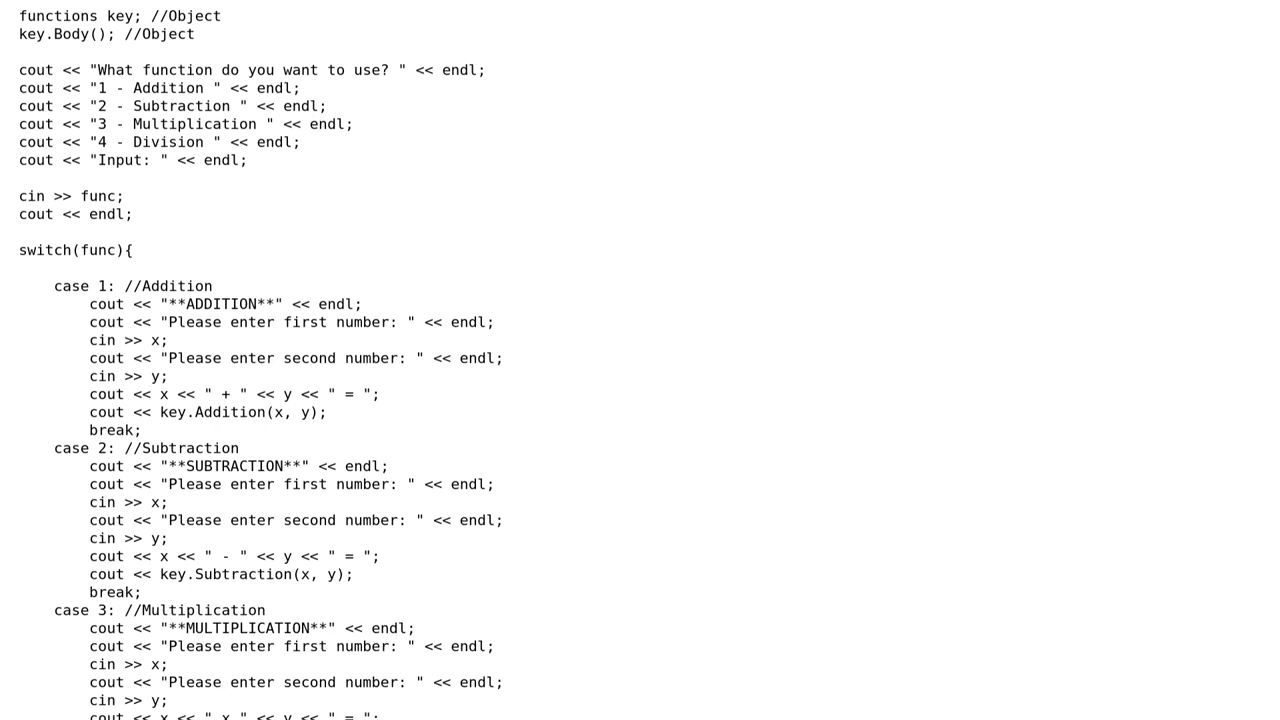 functions key; //Object
key.Body(); //Object

cout << "What function do you want to use? " << endl;
cout << "1 - Addition " << endl;
cout << "2 - Subtraction " << endl;
cout << "3 - Multiplication " << endl;
cout << "4 - Division " << endl;
cout << "Input: " << endl;

cin >> func;
cout << endl;

switch(func){

    case 1: //Addition
        cout << "**ADDITION**" << endl;
        cout << "Please enter first number: " << endl;
        cin >> x;
        cout << "Please enter second number: " << endl;
        cin >> y;
        cout << x << " + " << y << " = ";
        cout << key.Addition(x, y);
        break;
    case 2: //Subtraction
        cout << "**SUBTRACTION**" << endl;
        cout << "Please enter first number: " << endl;
        cin >> x;
        cout << "Please enter second number: " << endl;
        cin >> y;
        cout << x << " - " << y << " = ";
        cout << key.Subtraction(x, y);
        break;
    case 3: //Multiplication
        cout << "**MULTIPLICATION**" << endl;
        cout << "Please enter first number: " << endl;
        cin >> x;
        cout << "Please enter second number: " << endl;
        cin >> y;
        cout << x << " x " << y << " = ";